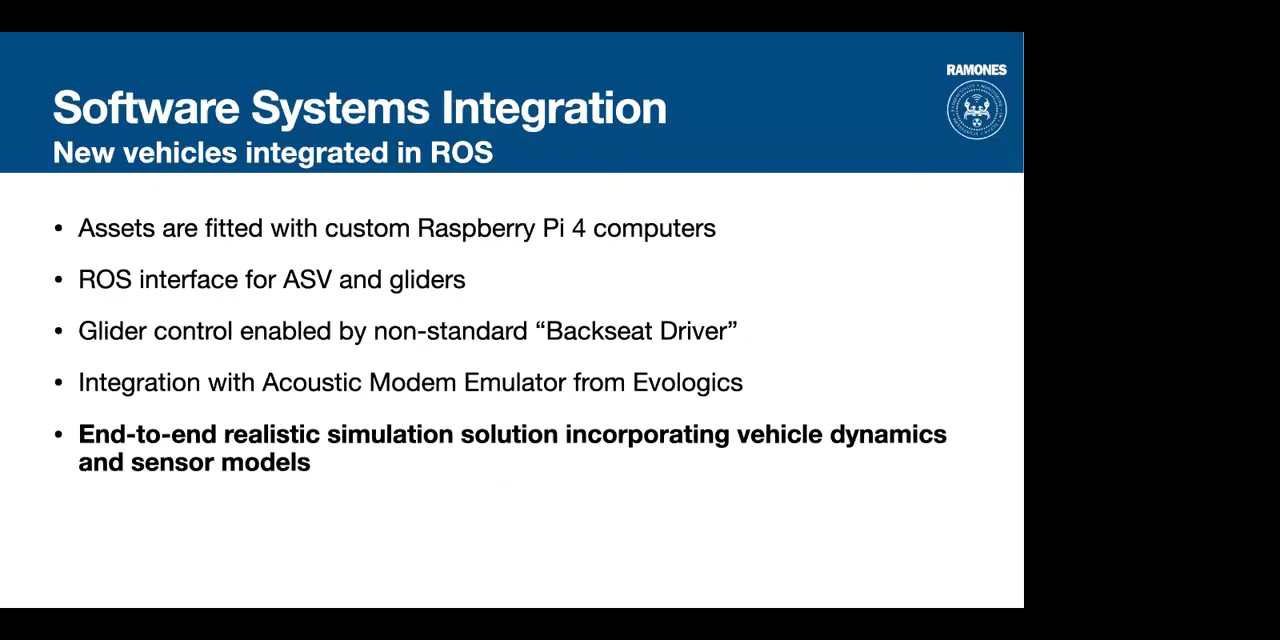 RAMONES
Software Systems Integration
New vehicles integrated in ROS
• Assets are fitted with custom Raspberry Pi 4 computers
• ROS interface for ASV and gliders
• Glider control enabled by non-standard “Backseat Driver”
• Integration with Acoustic Modem Emulator from Evologics
• End-to-end realistic simulation solution incorporating vehicle dynamics
and sensor models